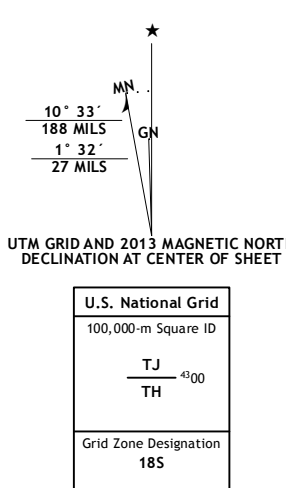 ★
MN
10° 33´
188 MILS
GN
1° 32´
27 MILS
UTM GRID AND 2013 MAGNETIC NORT
DECLINATION AT CENTER OF SHEET
U.S. National Grid
100,000-m Square ID
TJ
4300
TH
Grid Zone Designation
18S